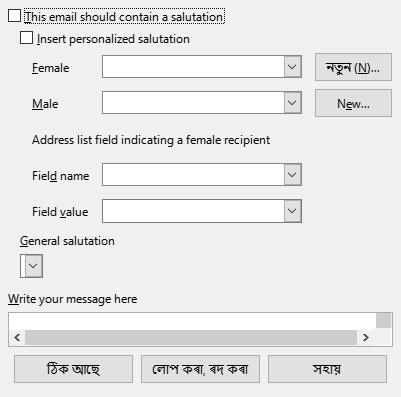 This email should contain a salutation
Insert personalized salutation
Female
নতুন (N)...
Male
New...
Address list field indicating a female recipient
Field name
Field value
General salutation
Write your message here
ঠিক আছে
লোপ কৰা, ৰদ কৰা
সহায়